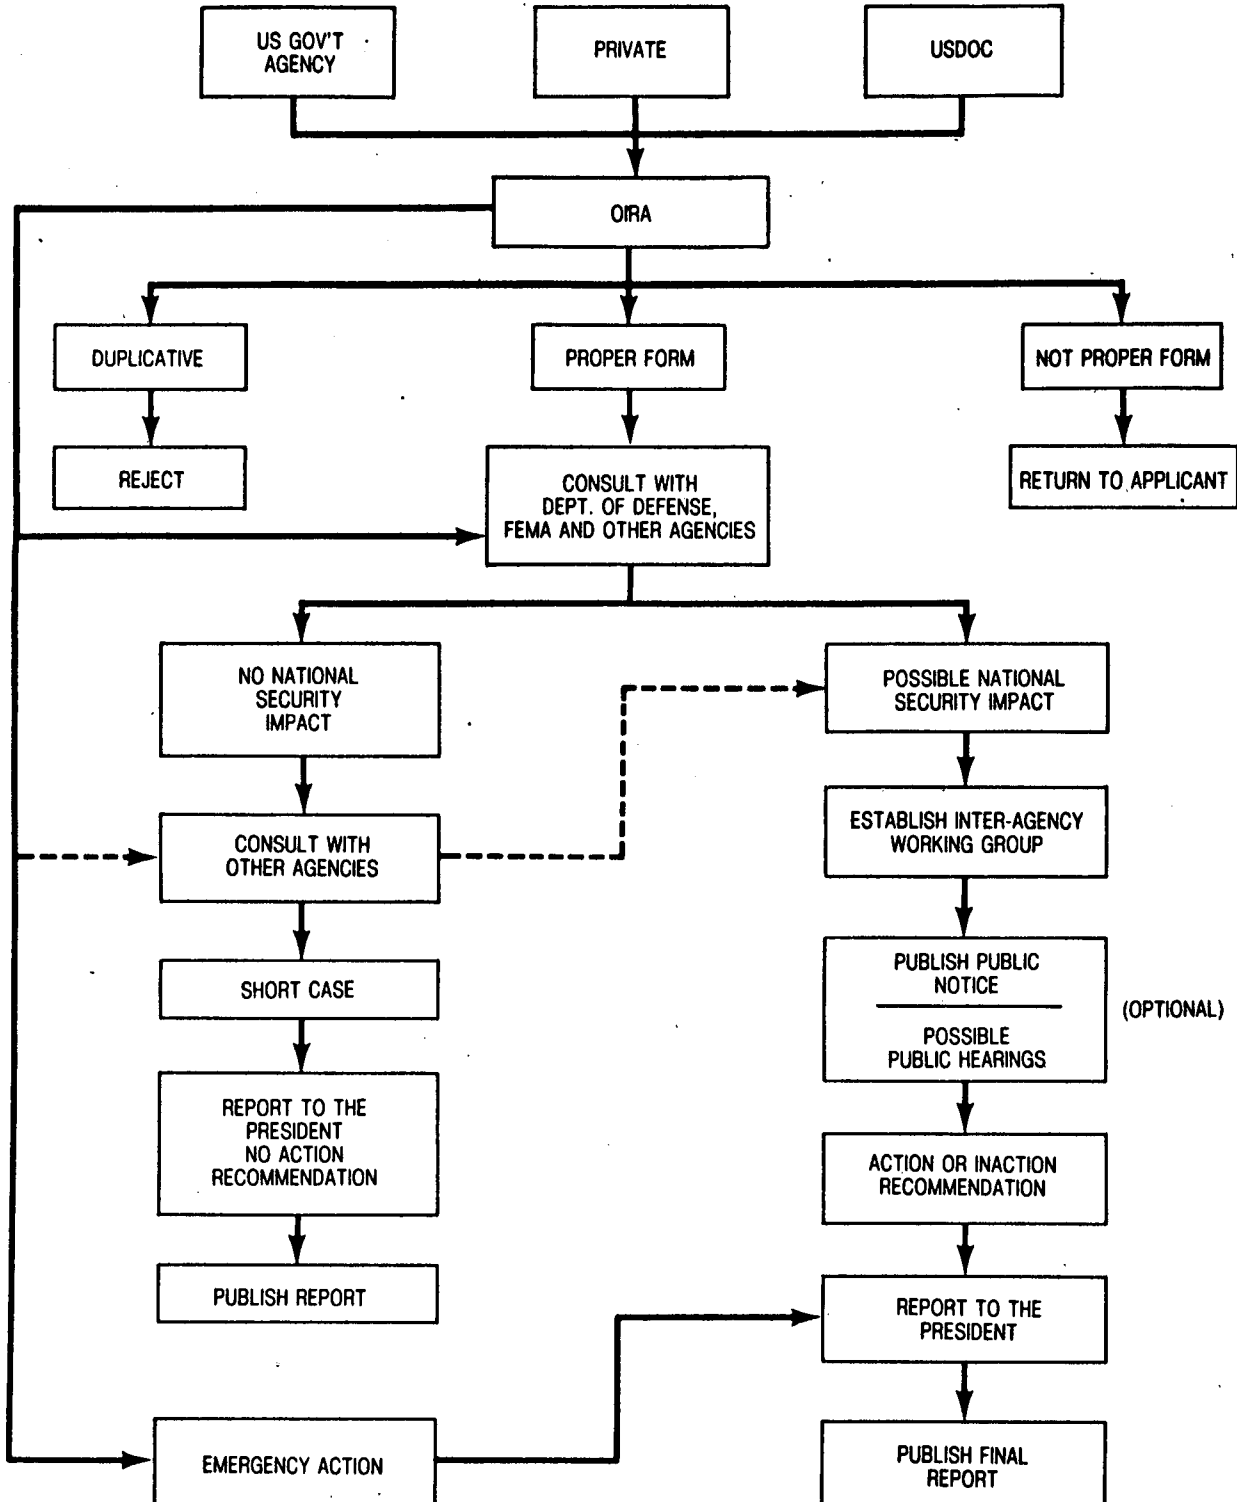 US GOV'T
AGENCY
PRIVATE
USDOC
OIRA
DUPLICATIVE
PROPER FORM
NOT PROPER FORM
REJECT
CONSULT WITH
DEPT. OF DEFENSE,
FEMA AND OTHER AGENCIES
RETURN TO APPLICANT
NO NATIONAL
SECURITY
IMPACT
POSSIBLE NATIONAL
SECURITY IMPACT
CONSULT WITH
OTHER AGENCIES
ESTABLISH INTER-AGENCY
WORKING GROUP
SHORT CASE
PUBLISH PUBLIC
NOTICE
POSSIBLE
PUBLIC HEARINGS
(OPTIONAL)
REPORT TO THE
PRESIDENT
NO ACTION
RECOMMENDATION
ACTION OR INACTION
RECOMMENDATION
PUBLISH REPORT
REPORT TO THE
PRESIDENT
EMERGENCY ACTION
PUBLISH FINAL
REPORT